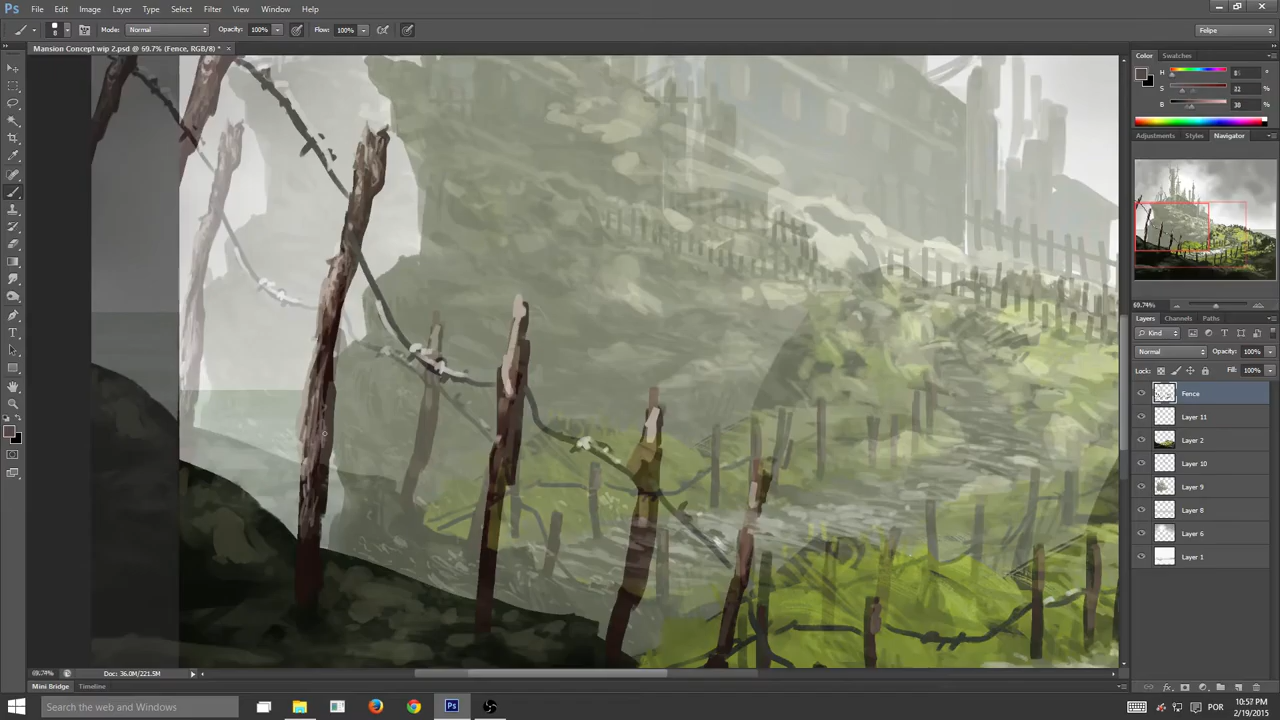 Ps File Edit Image Layer Type Select Filter View Window Help
Mode: Normal Opacity: 100% Flow: 100% Felipe
Mansion Concept wip 2.psd @ 69.7% (Fence, RGB/8) * ×
Color Swatches
H
S 22 %
B 30 %
Adjustments Styles Navigator
69.74%
Layers Channels Paths
Kind
Normal Opacity: 100%
Lock: Fill: 100%
Fence
Layer 11
Layer 2
Layer 10
Layer 9
Layer 8
Layer 6
Layer 1
69.74% Doc: 36.0M/221.5M
Mini Bridge Timeline
Search the web and Windows Ps POR 10:57 PM
2/19/2015